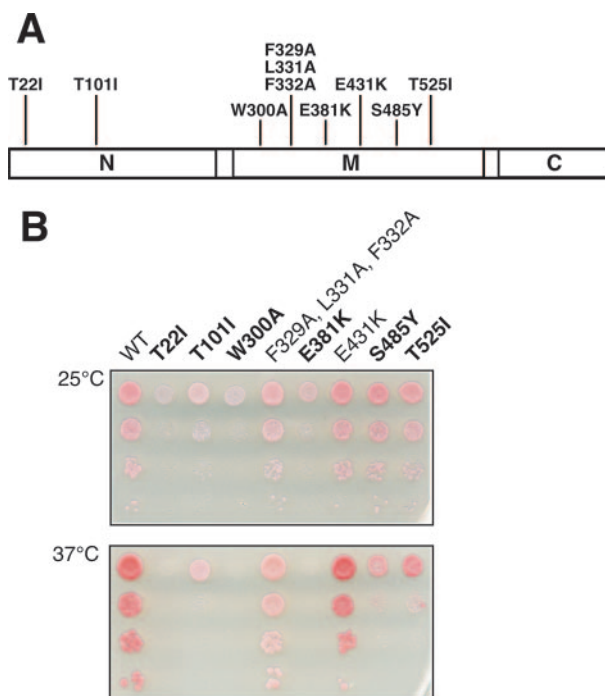 A
F329A
L331A
T22I T101I F332A E431K T525I
W300A E381K S485Y
N M C
B
WT T22I T101I W300A F329A, L331A, F332A E381K E431K S485Y T525I
25°C
37°C